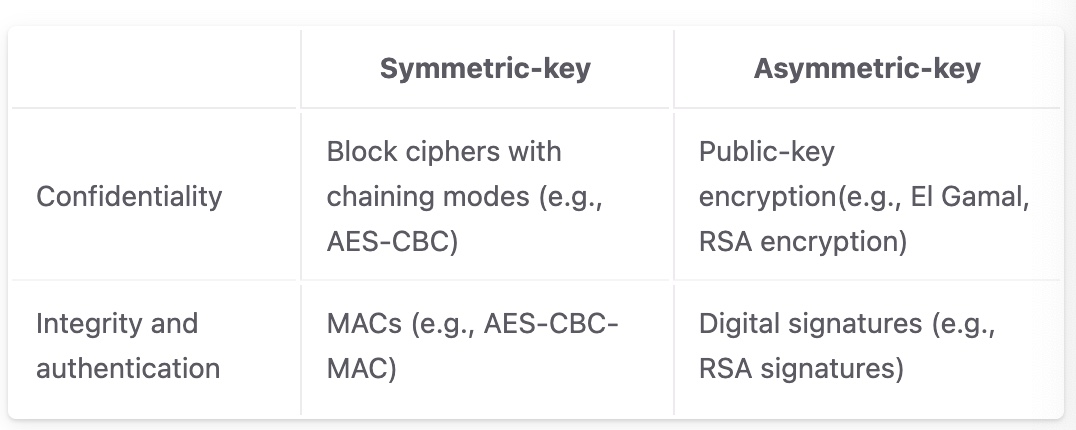 Symmetric-key
Asymmetric-key
Confidentiality
Block ciphers with
chaining modes (e.g.,
AES-CBC)
Public-key
encryption(e.g., El Gamal,
RSA encryption)
Integrity and
authentication
MACs (e.g., AES-CBC-
MAC)
Digital signatures (e.g.,
RSA signatures)